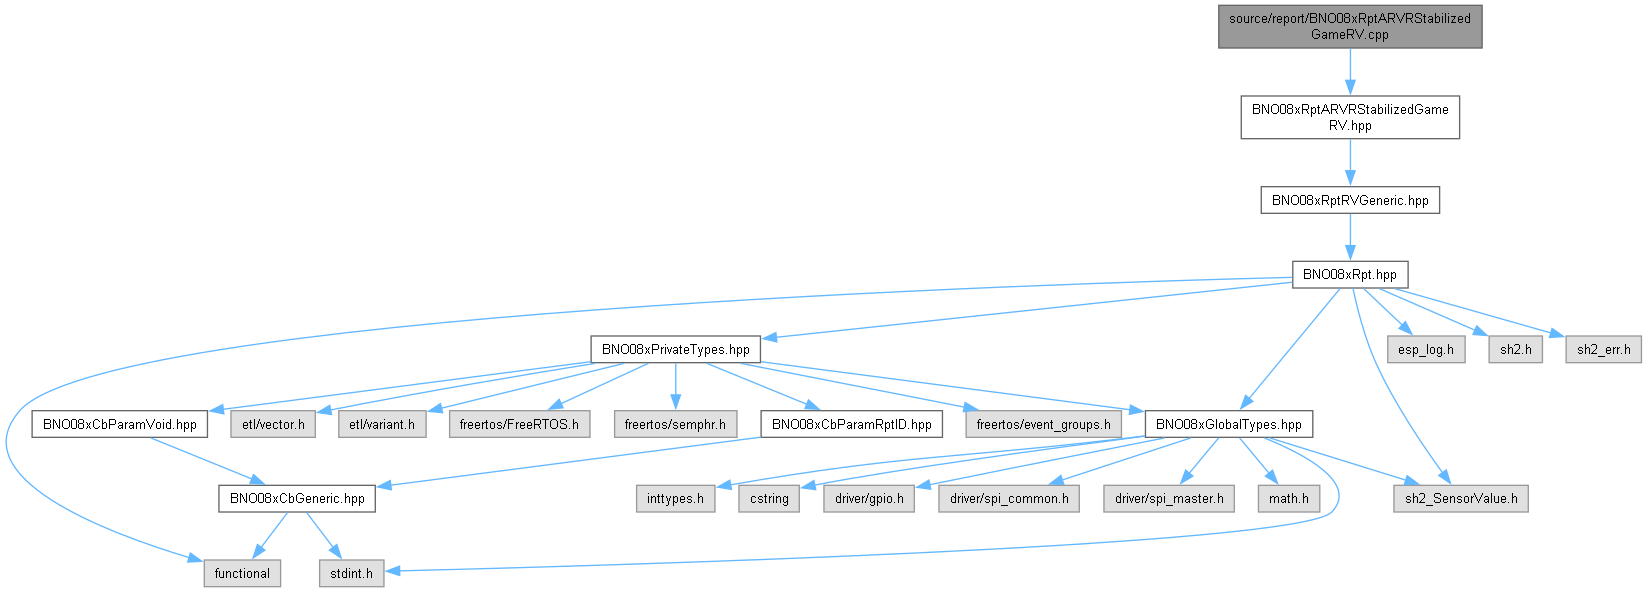 source/report/BNO08xRptARVRStabilized
GameRV.cpp
BNO08xRptARVRStabilizedGame
RV.hpp
BNO08xRptRVGeneric.hpp
BNO08xRpt.hpp
BNO08xPrivateTypes.hpp
esp_log.h
sh2.h
sh2_err.h
BNO08xCbParamVoid.hpp
etl/vector.h
etl/variant.h
freertos/FreeRTOS.h
freertos/semphr.h
BNO08xCbParamRptID.hpp
freertos/event_groups.h
BNO08xGlobalTypes.hpp
BNO08xCbGeneric.hpp
inttypes.h
cstring
driver/gpio.h
driver/spi_common.h
driver/spi_master.h
math.h
sh2_SensorValue.h
functional
stdint.h